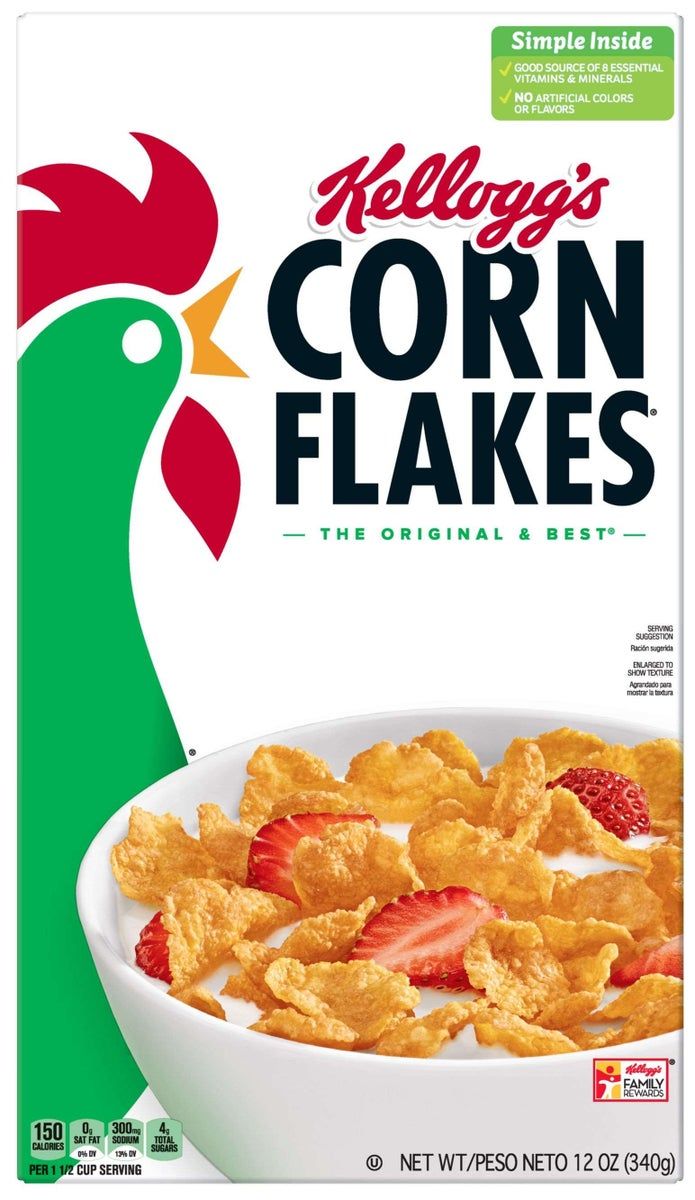 Simple Inside
✓ GOOD SOURCE OF 8 ESSENTIAL
VITAMINS & MINERALS
✓ NO ARTIFICIAL COLORS
OR FLAVORS
Kellogg's
CORN
FLAKES®
— THE ORIGINAL & BEST® —
SERVING
SUGGESTION
Ración sugerida
ENLARGED TO
SHOW TEXTURE
Agrandado para
mostrar la textura
®
Kellogg's ®
FAMILY
REWARDS
150 CALORIES
0g SAT FAT 0% DV
300mg SODIUM 13% DV
4g TOTAL SUGARS
PER 1 1/2 CUP SERVING
U NET WT/PESO NETO 12 OZ (340g)